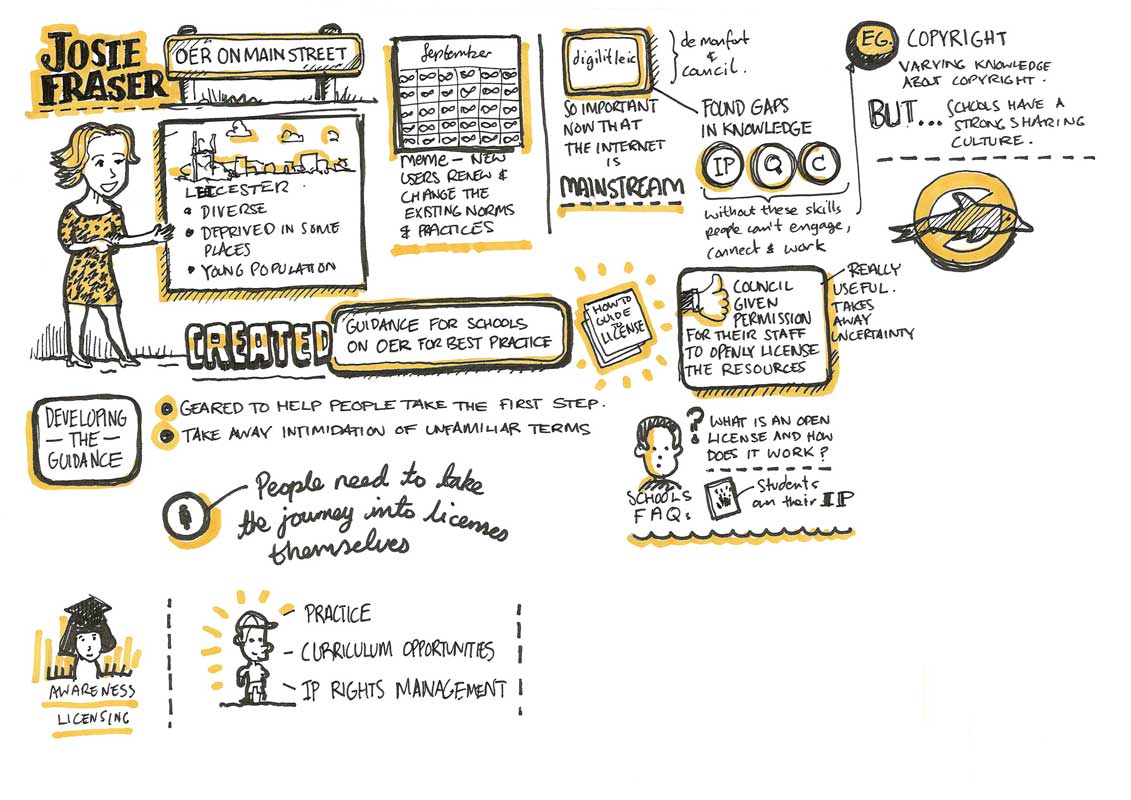 JOSIE
FRASER
OER ON MAIN STREET
LEICESTER.
• DIVERSE
• DEPRIVED IN SOME
PLACES
• YOUNG POPULATION
September
MEME – NEW
USERS RENEW &
CHANGE THE
EXISTING NORMS
& PRACTICES
digilitleic
de monfort
&
council.
SO IMPORTANT
NOW THAT
THE INTERNET
IS
MAINSTREAM
FOUND GAPS
IN KNOWLEDGE
IP
C
without these skills
people can't engage,
connect & work
EG. COPYRIGHT
VARYING KNOWLEDGE
ABOUT COPYRIGHT.
BUT... SCHOOLS HAVE A
STRONG SHARING
CULTURE.
CREATED
GUIDANCE FOR SCHOOLS
ON OER FOR BEST PRACTICE
HOW TO
GUIDE
TO
LICENSE
COUNCIL
GIVEN
PERMISSION
FOR THEIR STAFF
TO OPENLY LICENSE
THE RESOURCES
REALLY
USEFUL.
TAKES
AWAY
UNCERTAINTY
DEVELOPING
– THE –
GUIDANCE
• GEARED TO HELP PEOPLE TAKE THE FIRST STEP.
• TAKE AWAY INTIMIDATION OF UNFAMILIAR TERMS
People need to take
the journey into licenses
themselves
? WHAT IS AN OPEN
LICENSE AND HOW
DOES IT WORK?
SCHOOLS
FAQs
Students
own their IP
AWARENESS
LICENSING
– PRACTICE
– CURRICULUM OPPORTUNITIES
– IP RIGHTS MANAGEMENT